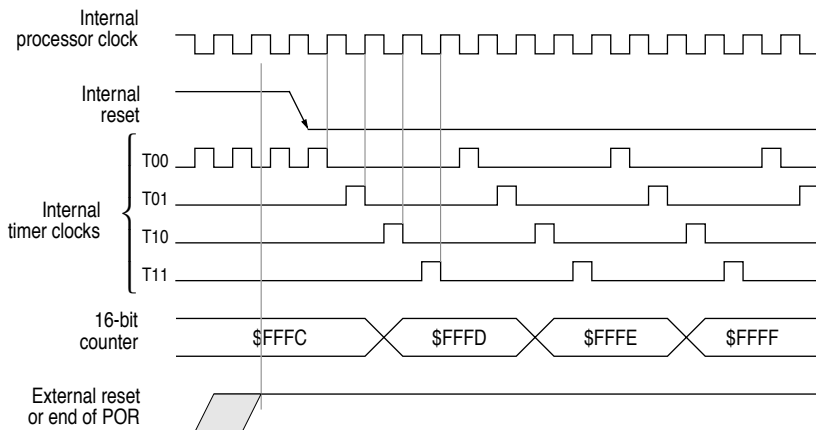 Internal
processor clock
Internal
reset
T00
T01
Internal
timer clocks
T10
T11
16-bit
counter
$FFFC
$FFFD
$FFFE
$FFFF
External reset
or end of POR